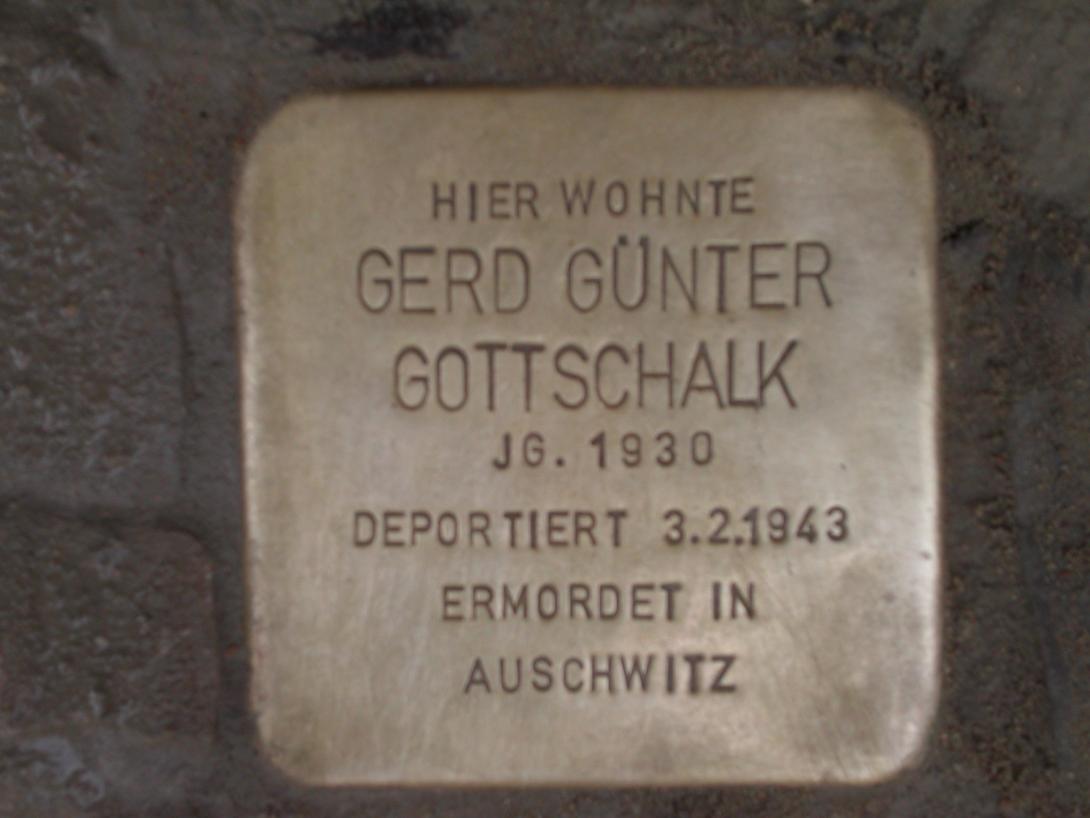 HIER WOHNTE
GERD GÜNTER
GOTTSCHALK
JG. 1930
DEPORTIERT 3.2.1943
ERMORDET IN
AUSCHWITZ